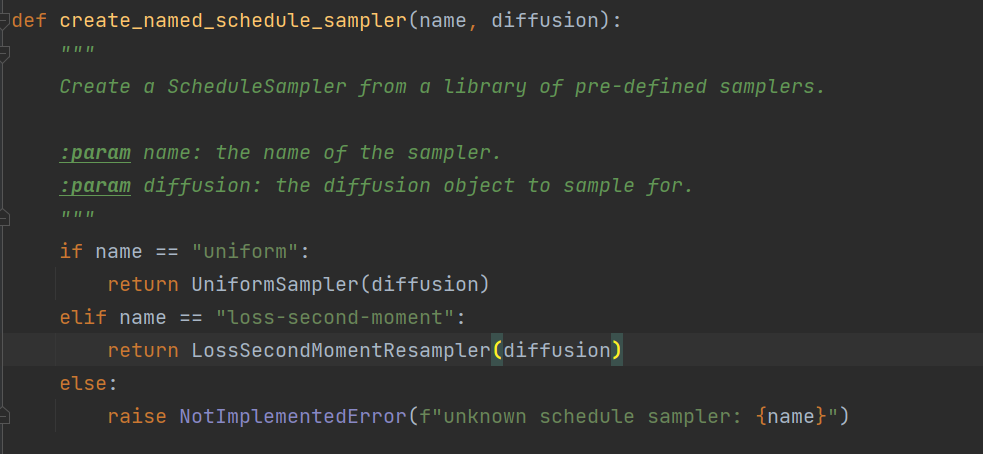 def create_named_schedule_sampler(name, diffusion):
"""
Create a ScheduleSampler from a library of pre-defined samplers.
:param name: the name of the sampler.
:param diffusion: the diffusion object to sample for.
"""
if name == "uniform":
return UniformSampler(diffusion)
elif name == "loss-second-moment":
return LossSecondMomentResampler(diffusion)
else:
raise NotImplementedError(f"unknown schedule sampler: {name}")